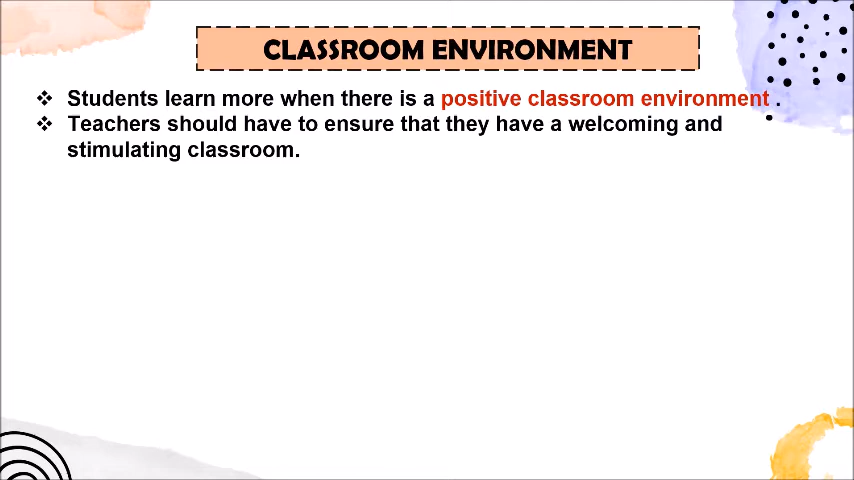 CLASSROOM ENVIRONMENT
❖ Students learn more when there is a positive classroom environment .
❖ Teachers should have to ensure that they have a welcoming and
stimulating classroom.